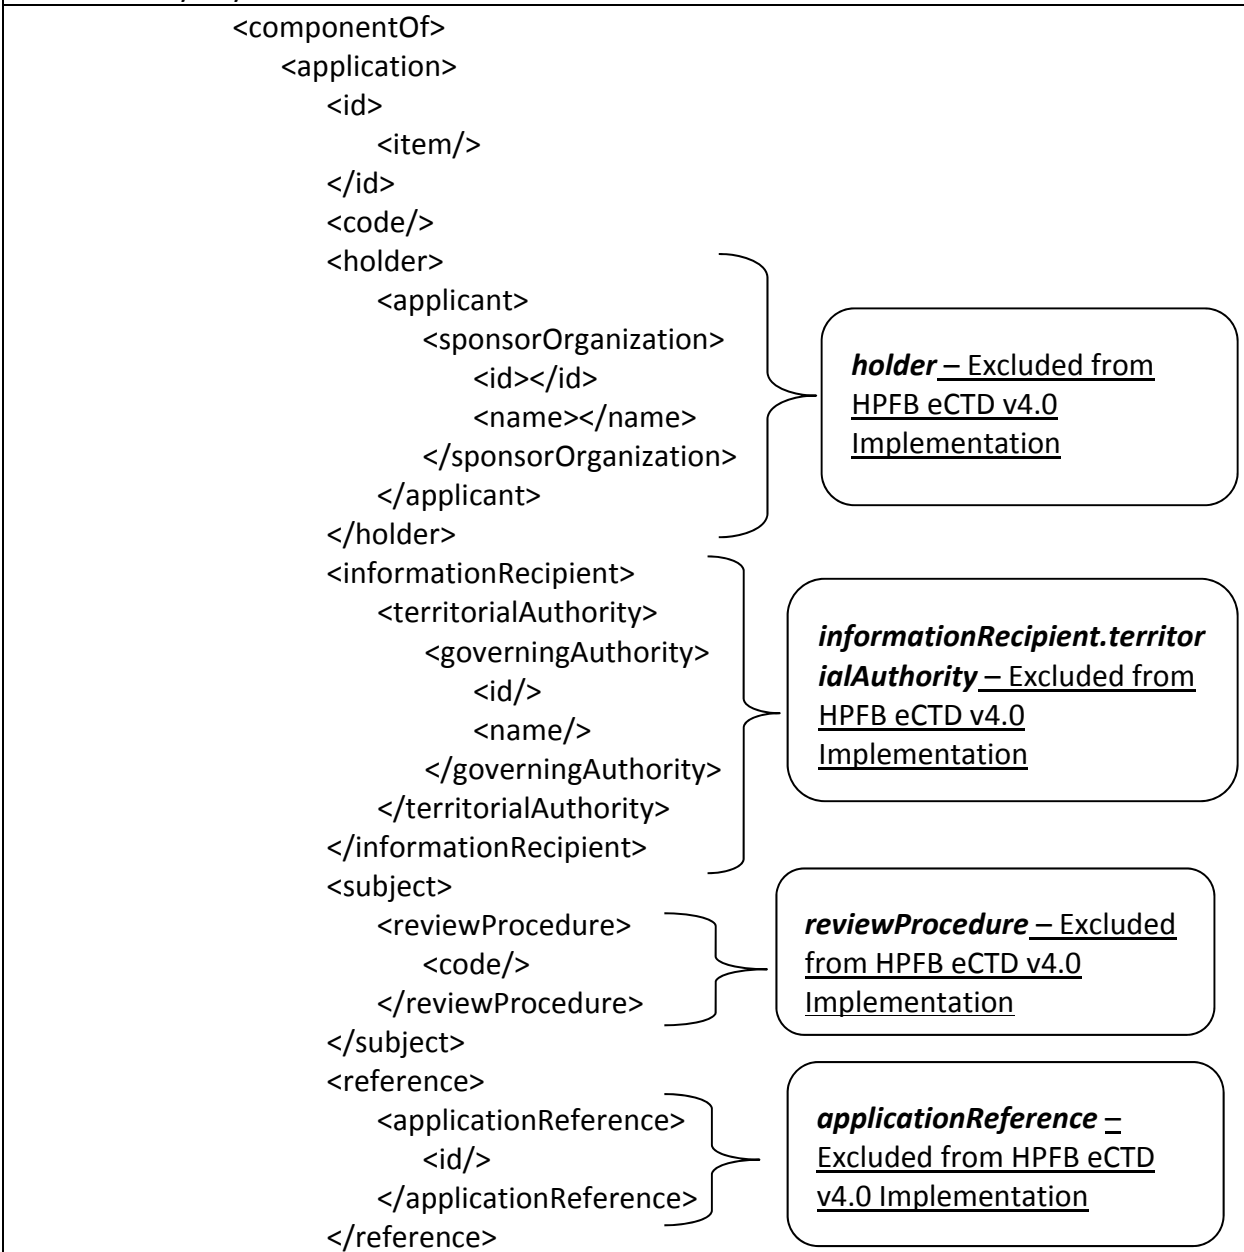 <componentOf>
<application>
<id>
<item/>
</id>
<code/>
<holder>
<applicant>
<sponsorOrganization>
<id></id>
<name></name>
</sponsorOrganization>
</applicant>
</holder>
holder – Excluded from
HPFB eCTD v4.0
Implementation
<informationRecipient>
<territorialAuthority>
<governingAuthority>
<id/>
<name/>
</governingAuthority>
</territorialAuthority>
</informationRecipient>
informationRecipient.territor
ialAuthority – Excluded from
HPFB eCTD v4.0
Implementation
<subject>
<reviewProcedure>
<code/>
</reviewProcedure>
</subject>
reviewProcedure – Excluded
from HPFB eCTD v4.0
Implementation
<reference>
<applicationReference>
<id/>
</applicationReference>
</reference>
applicationReference –
Excluded from HPFB eCTD
v4.0 Implementation